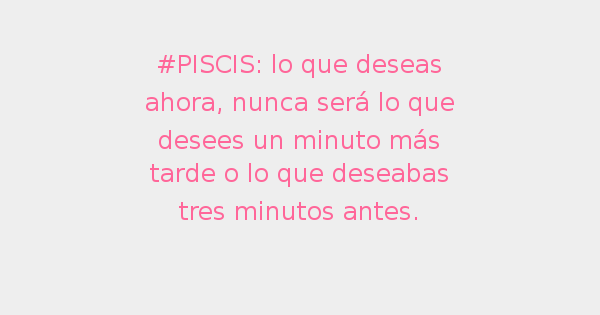 #PISCIS: lo que deseas
ahora, nunca será lo que
desees un minuto más
tarde o lo que deseabas
tres minutos antes.